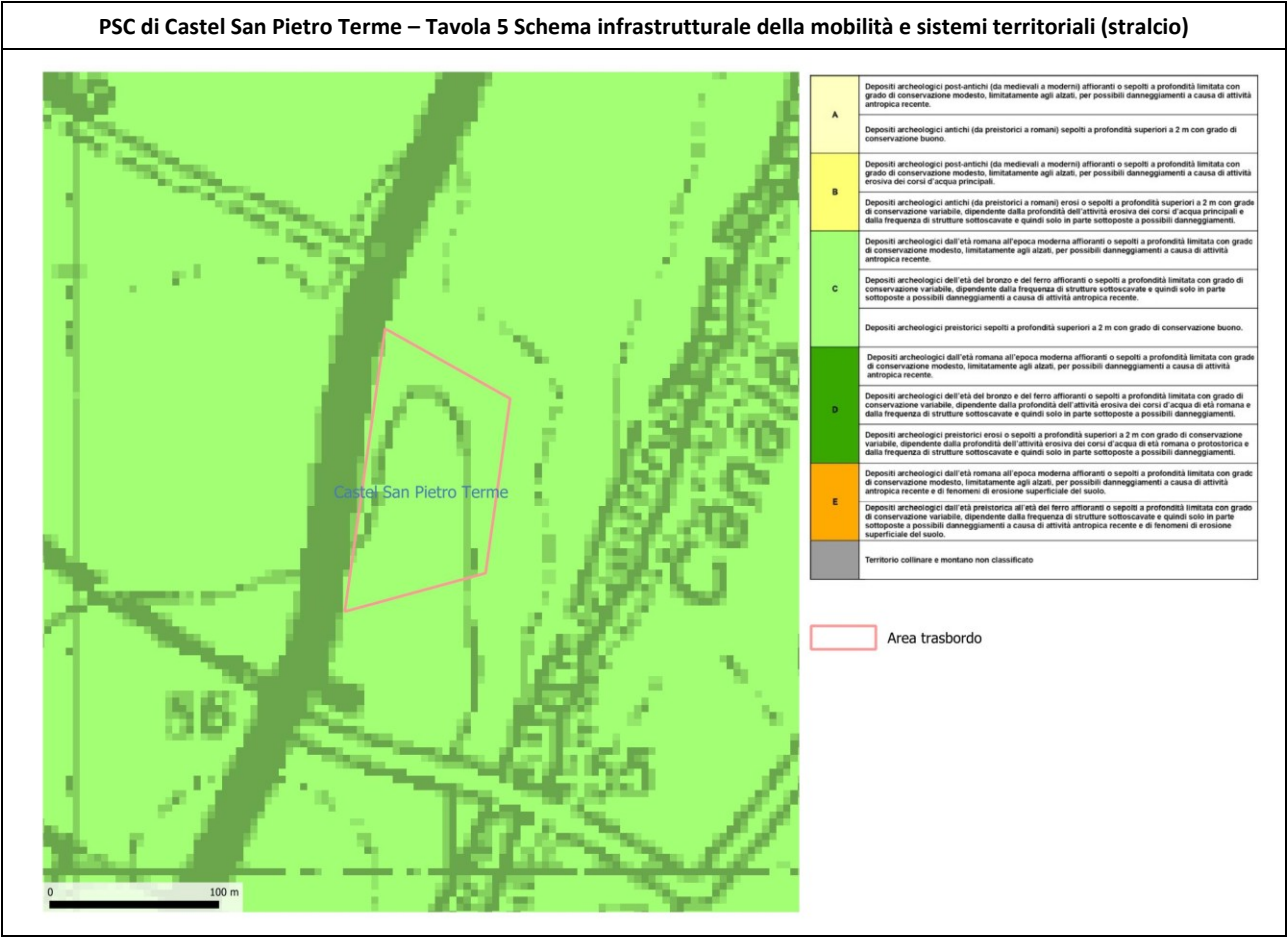 PSC di Castel San Pietro Terme – Tavola 5 Schema infrastrutturale della mobilità e sistemi territoriali (stralcio)
Castel San Pietro Terme
Canale
56
55
0 100 m
A
Depositi archeologici post-antichi (da medievali a moderni) affioranti o sepolti a profondità limitata con
grado di conservazione modesto, limitatamente agli alzati, per possibili danneggiamenti a causa di attività
antropica recente.
Depositi archeologici antichi (da preistorici a romani) sepolti a profondità superiori a 2 m con grado di
conservazione buono.
B
Depositi archeologici post-antichi (da medievali a moderni) affioranti o sepolti a profondità limitata con
grado di conservazione modesto, limitatamente agli alzati, per possibili danneggiamenti a causa di attività
erosiva dei corsi d'acqua principali.
Depositi archeologici antichi (da preistorici a romani) erosi o sepolti a profondità superiori a 2 m con grado
di conservazione variabile, dipendente dalla profondità dell'attività erosiva dei corsi d'acqua principali e
dalla frequenza di strutture sottoscavate e quindi solo in parte sottoposte a possibili danneggiamenti.
C
Depositi archeologici dall'età romana all'epoca moderna affioranti o sepolti a profondità limitata con grado
di conservazione modesto, limitatamente agli alzati, per possibili danneggiamenti a causa di attività
antropica recente.
Depositi archeologici dell'età del bronzo e del ferro affioranti o sepolti a profondità limitata con grado di
conservazione variabile, dipendente dalla frequenza di strutture sottoscavate e quindi solo in parte
sottoposte a possibili danneggiamenti a causa di attività antropica recente.
Depositi archeologici preistorici sepolti a profondità superiori a 2 m con grado di conservazione buono.
D
Depositi archeologici dall'età romana all'epoca moderna affioranti o sepolti a profondità limitata con grado
di conservazione modesto, limitatamente agli alzati, per possibili danneggiamenti a causa di attività
antropica recente.
Depositi archeologici dell'età del bronzo e del ferro affioranti o sepolti a profondità limitata con grado di
conservazione variabile, dipendente dalla profondità dell'attività erosiva dei corsi d'acqua di età romana e
dalla frequenza di strutture sottoscavate e quindi solo in parte sottoposte a possibili danneggiamenti.
Depositi archeologici preistorici erosi o sepolti a profondità superiori a 2 m con grado di conservazione
variabile, dipendente dalla profondità dell'attività erosiva dei corsi d'acqua di età romana o protostorica e
dalla frequenza di strutture sottoscavate e quindi solo in parte sottoposte a possibili danneggiamenti.
E
Depositi archeologici dall'età romana all'epoca moderna affioranti o sepolti a profondità limitata con grado
di conservazione modesto, limitatamente agli alzati, per possibili danneggiamenti a causa di attività
antropica recente e di fenomeni di erosione superficiale del suolo.
Depositi archeologici dall'età preistorica all'età del ferro affioranti o sepolti a profondità limitata con grado
di conservazione variabile, dipendente dalla frequenza di strutture sottoscavate e quindi solo in parte
sottoposte a possibili danneggiamenti a causa di attività antropica recente e di fenomeni di erosione
superficiale del suolo.
Territorio collinare e montano non classificato
Area trasbordo